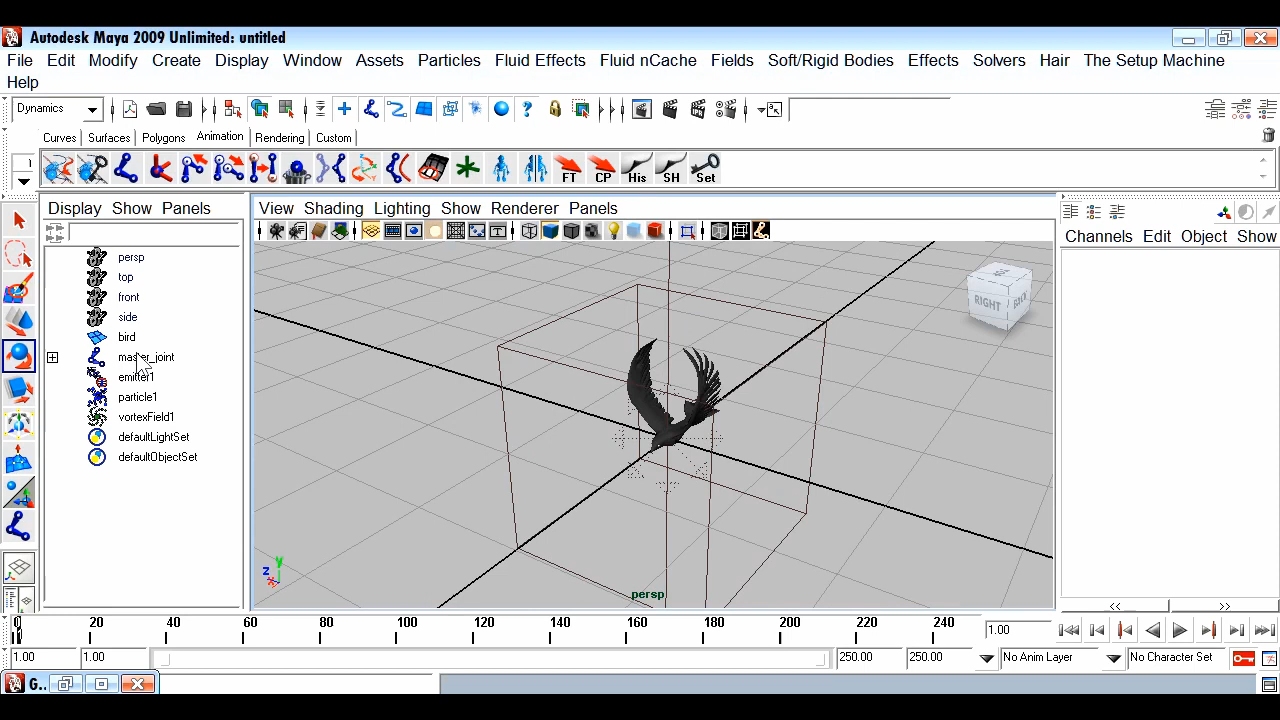 Autodesk Maya 2009 Unlimited: untitled
File Edit Modify Create Display Window Assets Particles Fluid Effects Fluid nCache Fields Soft/Rigid Bodies Effects Solvers Hair The Setup Machine
Help
Dynamics
Curves Surfaces Polygons Animation Rendering Custom
FT CP His SH Set
Display Show Panels
View Shading Lighting Show Renderer Panels
Channels Edit Object Show
persp
top
front
side
bird
master_joint
emitter1
particle1
vortexField1
defaultLightSet
defaultObjectSet
RIGHT BACK
y
z
x
persp
20 40 60 80 100 120 140 160 180 200 220 240 1.00
1.00 1.00 250.00 250.00 No Anim Layer No Character Set
G..